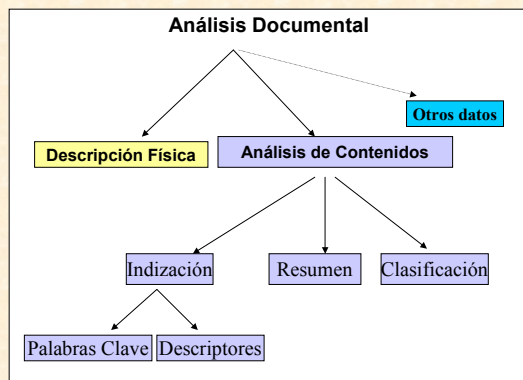 Análisis Documental
Otros datos
Descripción Física
Análisis de Contenidos
Indización
Resumen
Clasificación
Palabras Clave
Descriptores